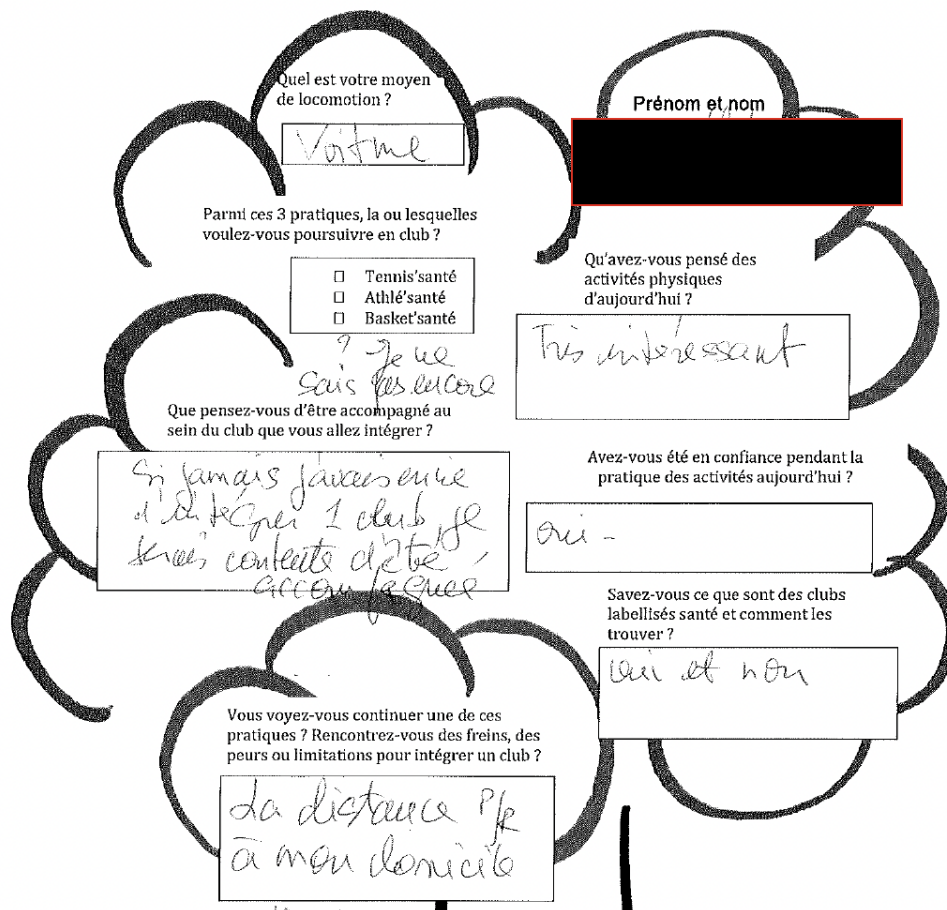 Quel est votre moyen
de locomotion ?
Voiture
Prénom et nom
Parmi ces 3 pratiques, la ou lesquelles
voulez-vous poursuivre en club ?
☐ Tennis'santé
☐ Athlé'santé
☐ Basket'santé
? Je ne
sais pas encore
Qu'avez-vous pensé des
activités physiques
d'aujourd'hui ?
Très intéressant
Que pensez-vous d'être accompagné au
sein du club que vous allez intégrer ?
Si jamais j'avais envie
d'intégrer 1 club, je
serais contente d'être
accompagnée
Avez-vous été en confiance pendant la
pratique des activités aujourd'hui ?
oui -
Savez-vous ce que sont des clubs
labellisés santé et comment les
trouver ?
oui et non
Vous voyez-vous continuer une de ces
pratiques ? Rencontrez-vous des freins, des
peurs ou limitations pour intégrer un club ?
La distance P/R
à mon domicile